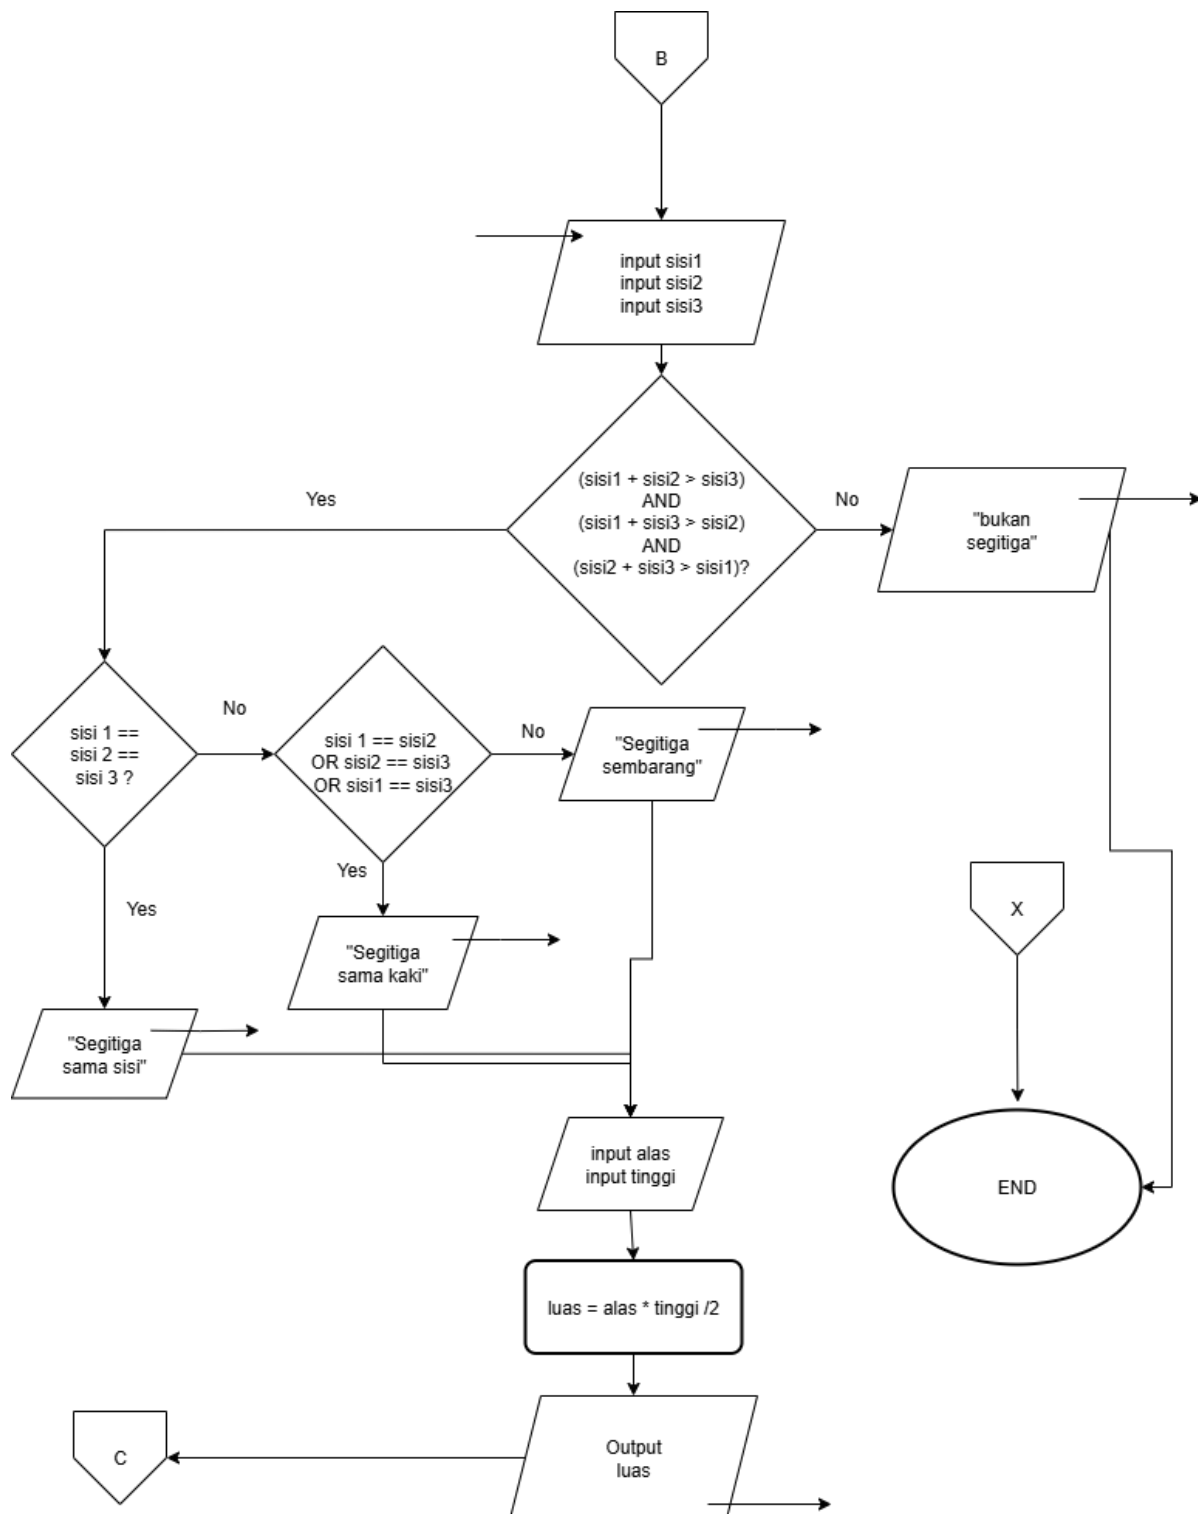 B
input sisi1
input sisi2
input sisi3
(sisi1 + sisi2 > sisi3)
AND
(sisi1 + sisi3 > sisi2)
AND
(sisi2 + sisi3 > sisi1)?
Yes
No
"bukan
segitiga"
sisi 1 ==
sisi 2 ==
sisi 3 ?
No
sisi 1 == sisi2
OR sisi2 == sisi3
OR sisi1 == sisi3
No
"Segitiga
sembarang"
Yes
Yes
"Segitiga
sama kaki"
X
"Segitiga
sama sisi"
input alas
input tinggi
END
luas = alas * tinggi /2
C
Output
luas